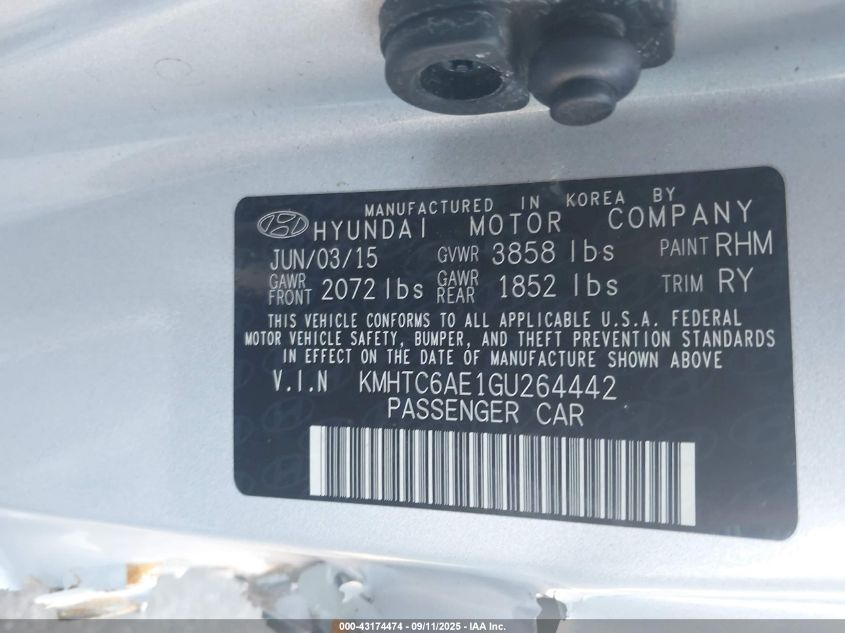 MANUFACTURED IN KOREA BY
HYUNDAI MOTOR COMPANY
JUN/03/15 GVWR 3858 lbs PAINT RHM
GAWR FRONT 2072 lbs GAWR REAR 1852 lbs TRIM RY
THIS VEHICLE CONFORMS TO ALL APPLICABLE U.S.A. FEDERAL
MOTOR VEHICLE SAFETY, BUMPER, AND THEFT PREVENTION STANDARDS
IN EFFECT ON THE DATE OF MANUFACTURE SHOWN ABOVE
V.I.N KMHTC6AE1GU264442
PASSENGER CAR
000-43174474 - 09/11/2025 - IAA Inc.